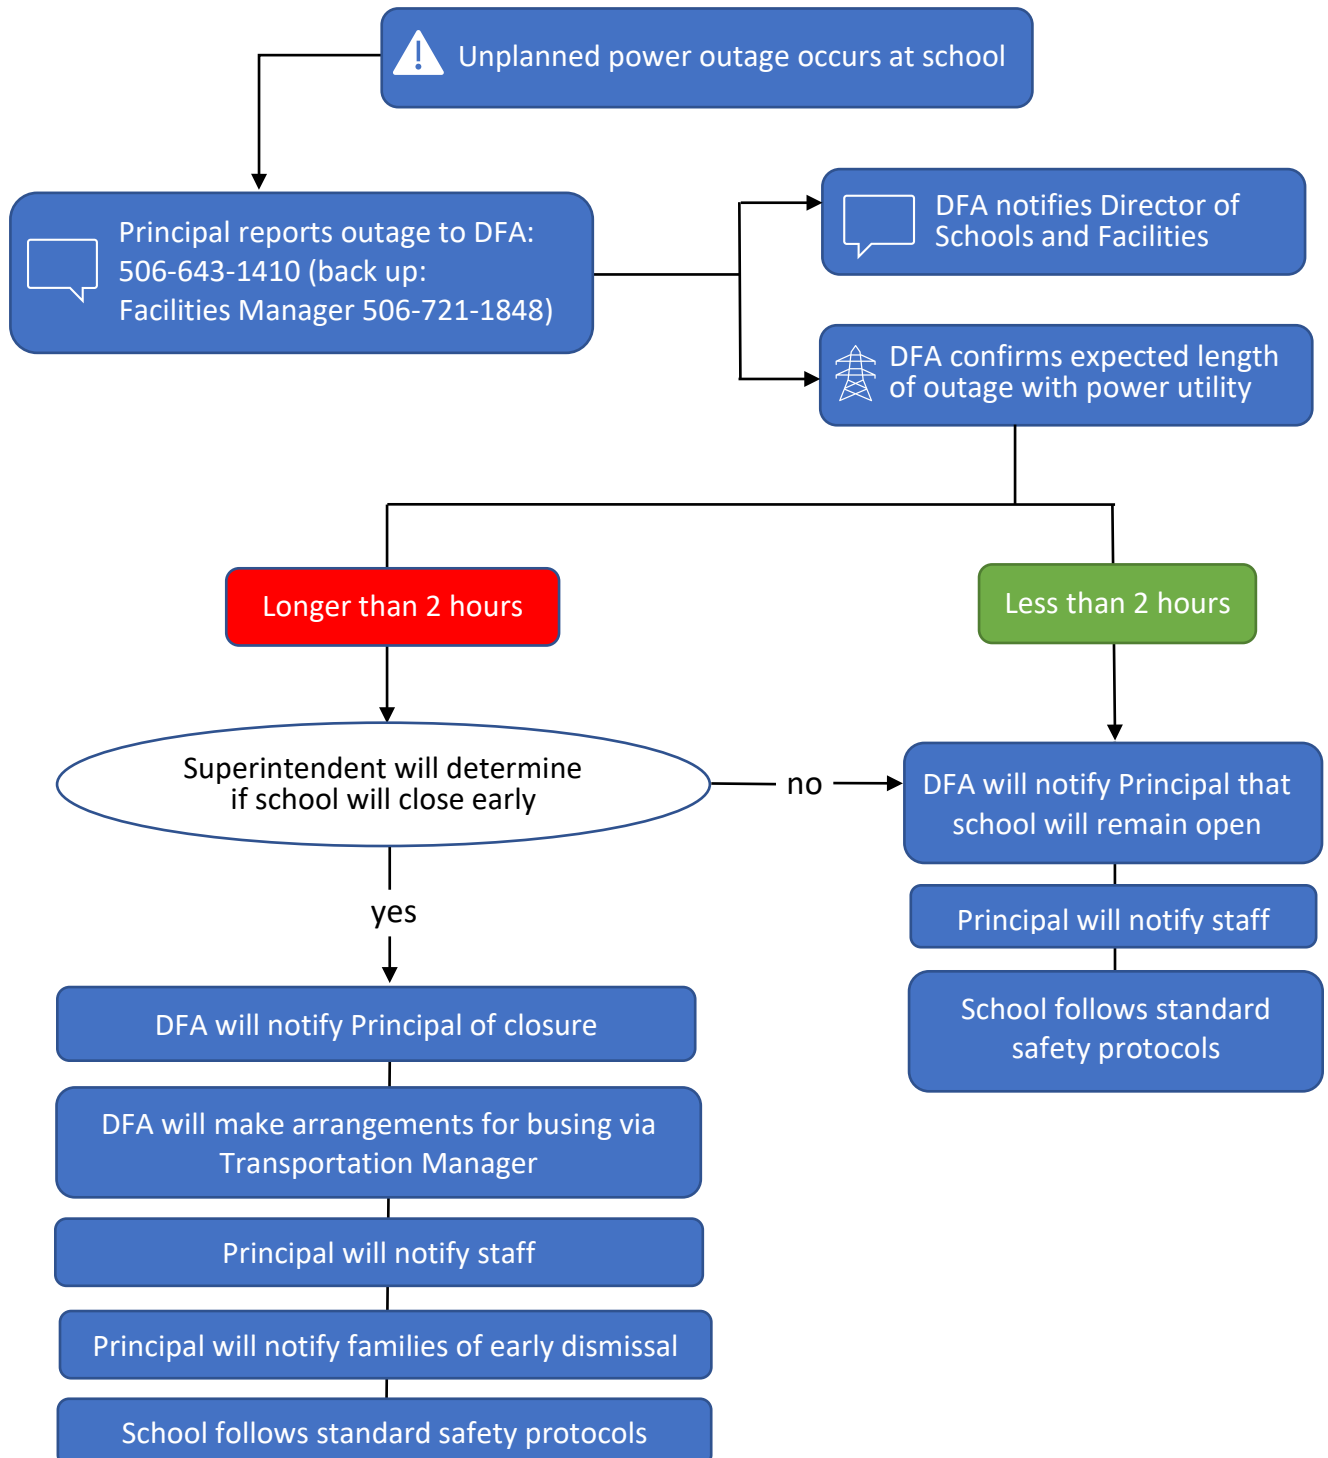 Unplanned power outage occurs at school
Principal reports outage to DFA:
506-643-1410 (back up:
Facilities Manager 506-721-1848)
DFA notifies Director of
Schools and Facilities
DFA confirms expected length
of outage with power utility
Longer than 2 hours
Less than 2 hours
Superintendent will determine
if school will close early
no
DFA will notify Principal that
school will remain open
Principal will notify staff
School follows standard
safety protocols
yes
DFA will notify Principal of closure
DFA will make arrangements for busing via
Transportation Manager
Principal will notify staff
Principal will notify families of early dismissal
School follows standard safety protocols